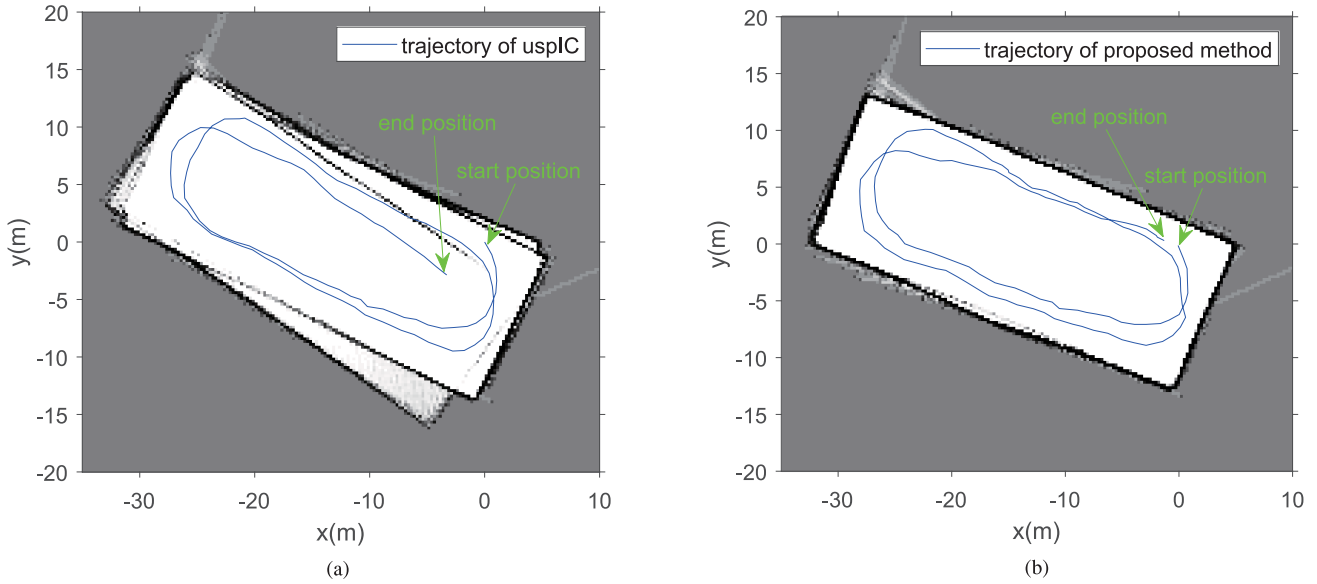 20
15
10
5
0
-5
-10
-15
-20
y(m)
trajectory of uspIC
end position
start position
-30
-20
-10
0
10
x(m)
(a)
20
15
10
5
0
-5
-10
-15
-20
y(m)
trajectory of proposed method
end position
start position
-30
-20
-10
0
10
x(m)
(b)